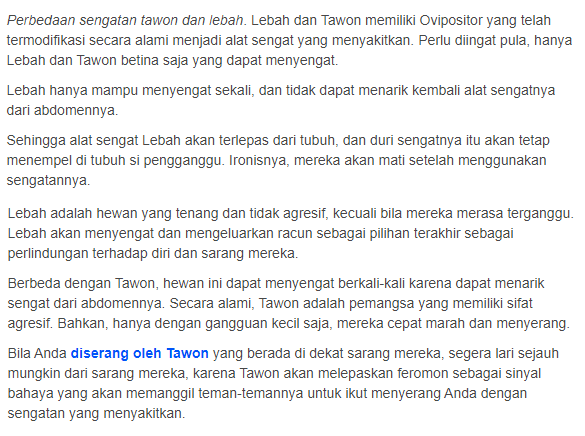 Perbedaan sengatan tawon dan lebah. Lebah dan Tawon memiliki Ovipositor yang telah
termodifikasi secara alami menjadi alat sengat yang menyakitkan. Perlu diingat pula, hanya
Lebah dan Tawon betina saja yang dapat menyengat.
Lebah hanya mampu menyengat sekali, dan tidak dapat menarik kembali alat sengatnya
dari abdomennya.
Sehingga alat sengat Lebah akan terlepas dari tubuh, dan duri sengatnya itu akan tetap
menempel di tubuh si pengganggu. Ironisnya, mereka akan mati setelah menggunakan
sengatannya.
Lebah adalah hewan yang tenang dan tidak agresif, kecuali bila mereka merasa terganggu.
Lebah akan menyengat dan mengeluarkan racun sebagai pilihan terakhir sebagai
perlindungan terhadap diri dan sarang mereka.
Berbeda dengan Tawon, hewan ini dapat menyengat berkali-kali karena dapat menarik
sengat dari abdomennya. Secara alami, Tawon adalah pemangsa yang memiliki sifat
agresif. Bahkan, hanya dengan gangguan kecil saja, mereka cepat marah dan menyerang.
Bila Anda diserang oleh Tawon yang berada di dekat sarang mereka, segera lari sejauh
mungkin dari sarang mereka, karena Tawon akan melepaskan feromon sebagai sinyal
bahaya yang akan memanggil teman-temannya untuk ikut menyerang Anda dengan
sengatan yang menyakitkan.